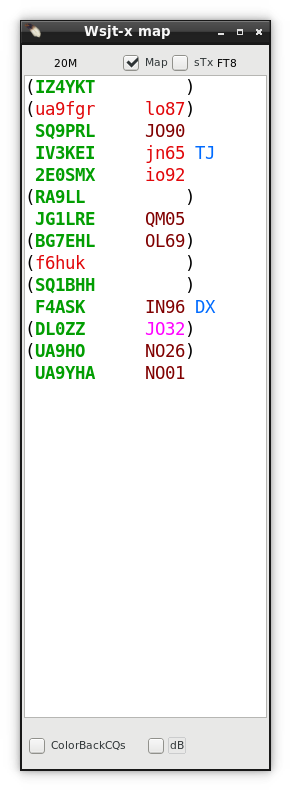 Wsjt-x map
20M Map sTx FT8
(IZ4YKT )
(ua9fgr lo87)
SQ9PRL JO90
IV3KEI jn65 TJ
2E0SMX io92
(RA9LL )
JG1LRE QM05
(BG7EHL OL69)
(f6huk )
(SQ1BHH )
F4ASK IN96 DX
(DL0ZZ JO32)
(UA9HO NO26)
UA9YHA NO01
ColorBackCQs dB